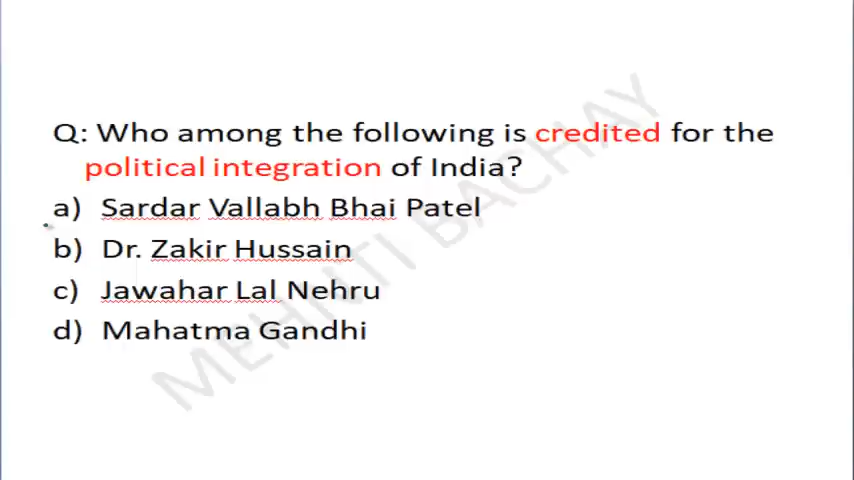 Q: Who among the following is credited for the
political integration of India?
a) Sardar Vallabh Bhai Patel
b) Dr. Zakir Hussain
c) Jawahar Lal Nehru
d) Mahatma Gandhi
MEHNTI BACHAY